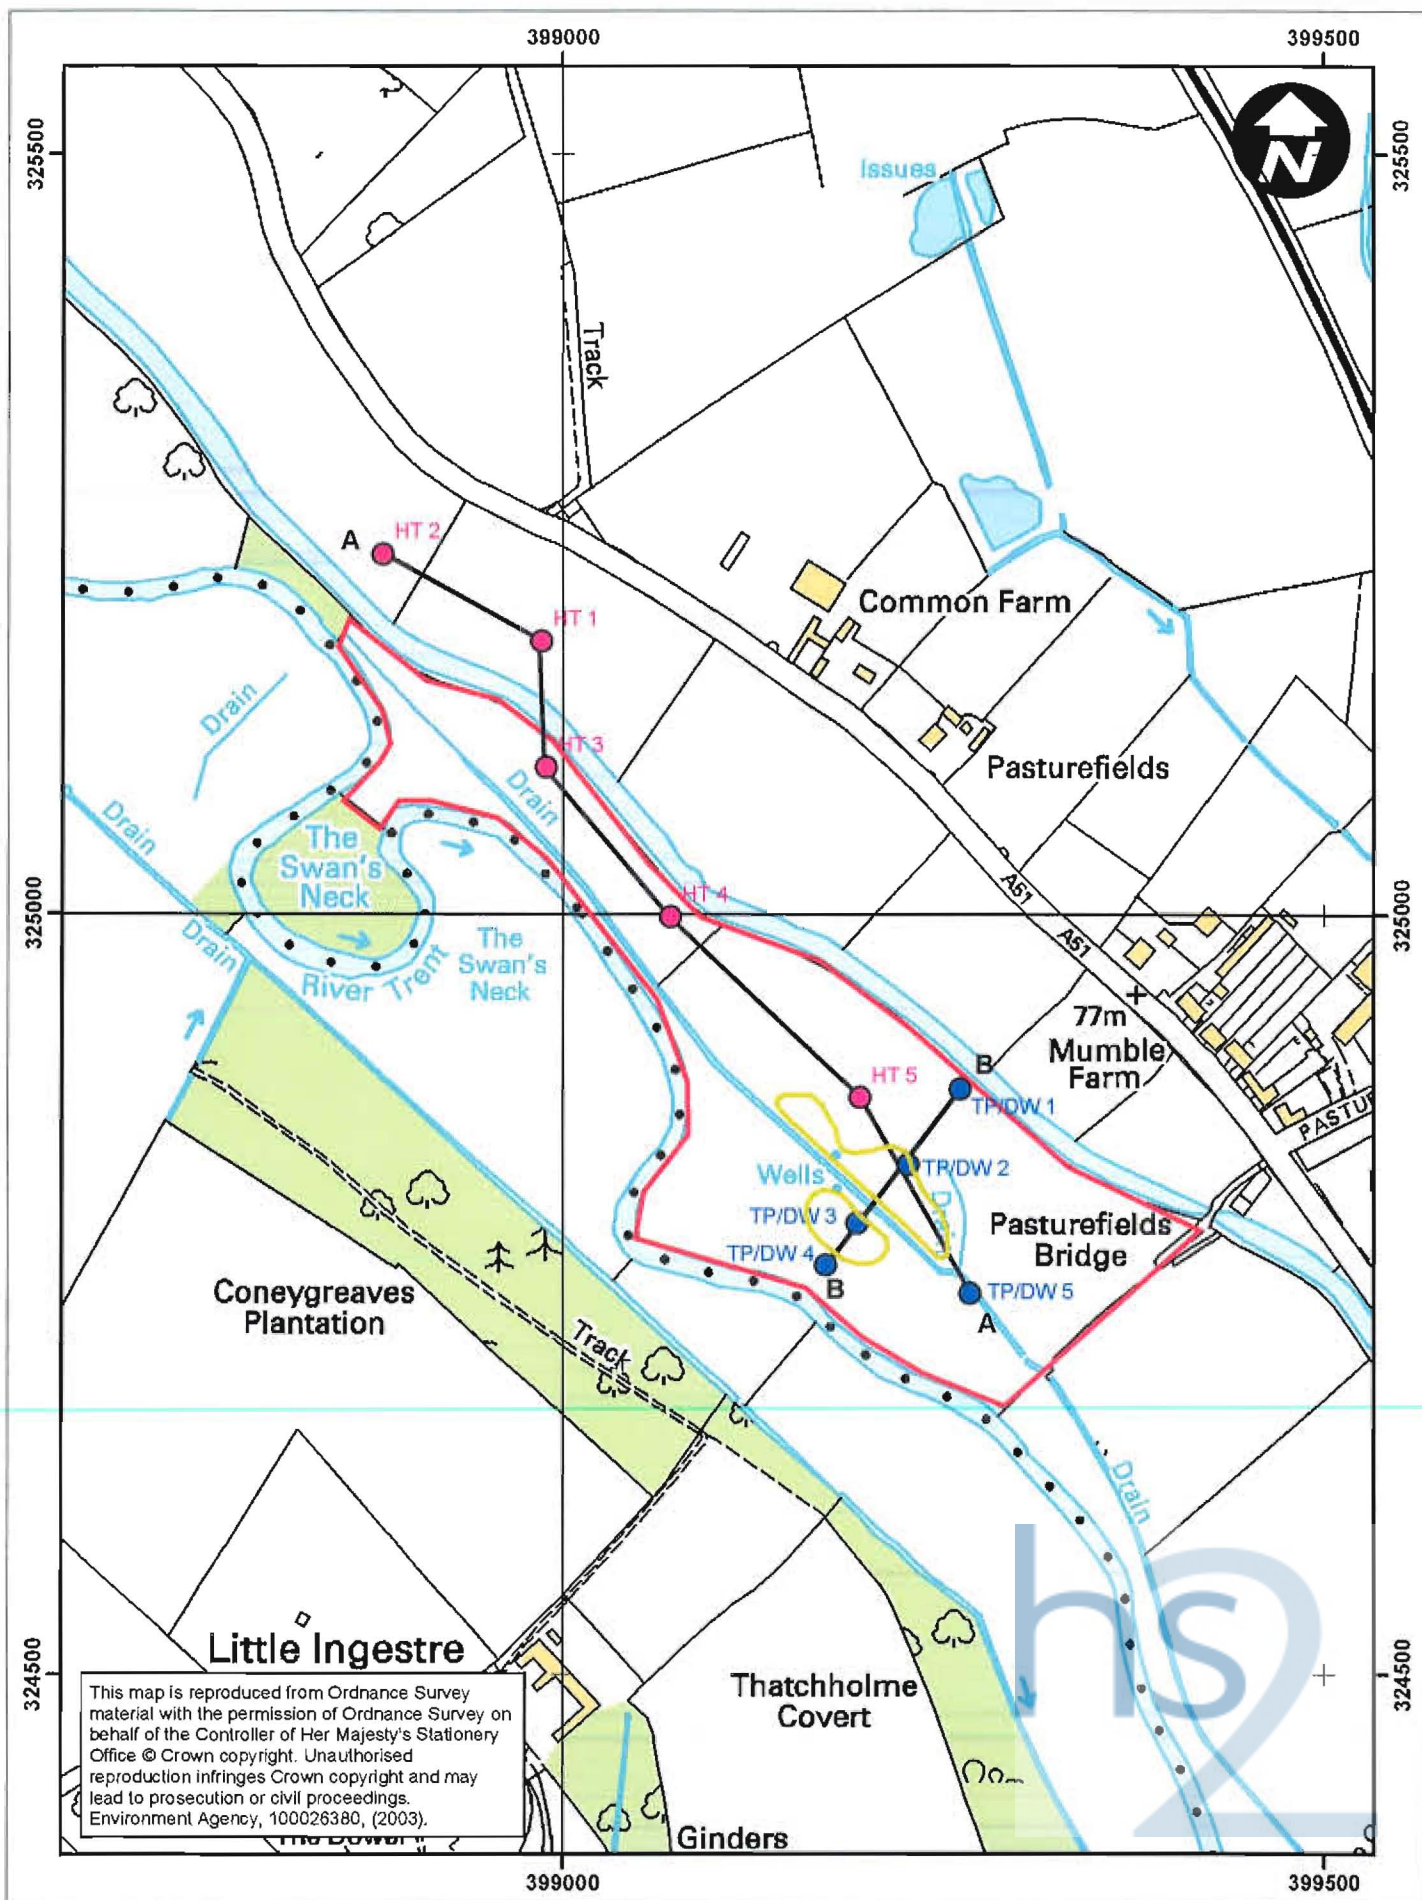 399000
399500
325500
325500
N
Issues
Track
A
HT 2
HT 1
Common Farm
Drain
HT 3
Pasturefields
Drain
Drain
The
Swan's
Neck
HT 4
A51
325000
325000
A51
Drain
The
Swan's
Neck
River Trent
77m
Mumble
Farm
B
HT 5
TP/DW 1
PASTU
Wells
TP/DW 2
Drain
TP/DW 3
Pasturefields
Bridge
TP/DW 4
B
TP/DW 5
A
Coneygreaves
Plantation
Track
Drain
hs2
Little Ingestre
324500
324500
Thatchholme
Covert
This map is reproduced from Ordnance Survey
material with the permission of Ordnance Survey on
behalf of the Controller of Her Majesty's Stationery
Office © Crown copyright. Unauthorised
reproduction infringes Crown copyright and may
lead to prosecution or civil proceedings.
Environment Agency, 100026380, (2003).
Ginders
399000
399500